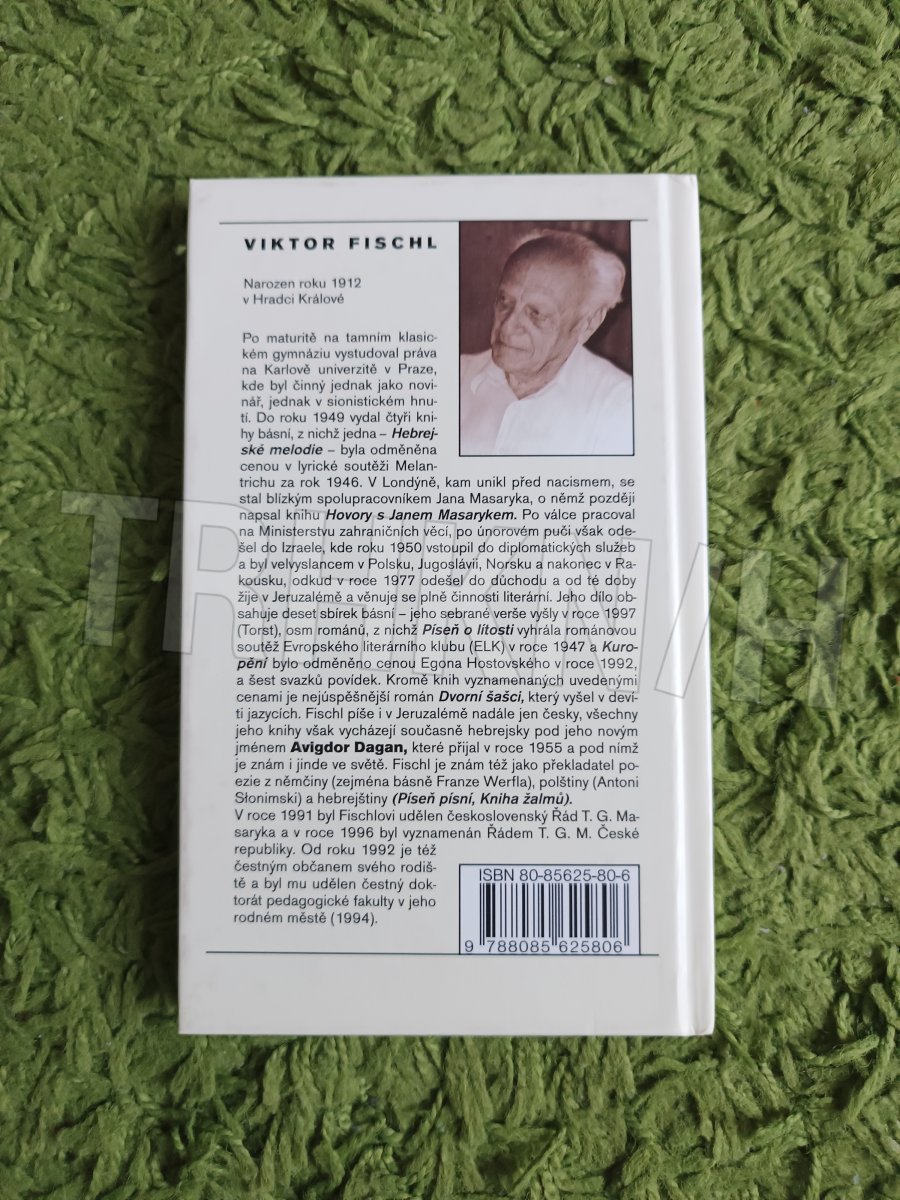 VIKTOR FISCHL
Narozen roku 1912
v Hradci Králové
Po maturitě na tamním klasic-
kém gymnáziu vystudoval práva
na Karlově univerzitě v Praze,
kde byl činný jednak jako novi-
nář, jednak v sionistickém hnu-
tí. Do roku 1949 vydal čtyři kni-
hy básní, z nichž jedna – Hebrej-
ské melodie – byla odměněna
cenou v lyrické soutěži Melan-
trichu za rok 1946. V Londýně, kam unikl před nacismem, se
stal blízkým spolupracovníkem Jana Masaryka, o němž později
napsal knihu Hovory s Janem Masarykem. Po válce pracoval
na Ministerstvu zahraničních věcí, po únorovém puči však ode-
šel do Izraele, kde roku 1950 vstoupil do diplomatických služeb
a byl velvyslancem v Polsku, Jugoslávii, Norsku a nakonec v Ra-
kousku, odkud v roce 1977 odešel do důchodu a od té doby
žije v Jeruzalémě a věnuje se plně činnosti literární. Jeho dílo ob-
sahuje deset sbírek básní – jeho sebrané verše vyšly v roce 1997
(Torst), osm románů, z nichž Píseň o lítosti vyhrála románovou
soutěž Evropského literárního klubu (ELK) v roce 1947 a Kuro-
pění bylo odměněno cenou Egona Hostovského v roce 1992,
a šest svazků povídek. Kromě knih vyznamenaných uvedenými
cenami je nejúspěšnější román Dvorní šašci, který vyšel v deví-
ti jazycích. Fischl píše i v Jeruzalémě nadále jen česky, všechny
jeho knihy však vycházejí současně hebrejsky pod jeho novým
jménem Avigdor Dagan, které přijal v roce 1955 a pod nímž
je znám i jinde ve světě. Fischl je znám též jako překladatel po-
ezie z němčiny (zejména básně Franze Werfla), polštiny (Antoni
Słonimski) a hebrejštiny (Píseň písní, Kniha žalmů).
V roce 1991 byl Fischlovi udělen československý Řád T. G. Ma-
saryka a v roce 1996 byl vyznamenán Řádem T. G. M. České
republiky. Od roku 1992 je též
čestným občanem svého rodiš-
tě a byl mu udělen čestný dok-
torát pedagogické fakulty v jeho
rodném městě (1994).
ISBN 80-85625-80-6
9 788085 625806